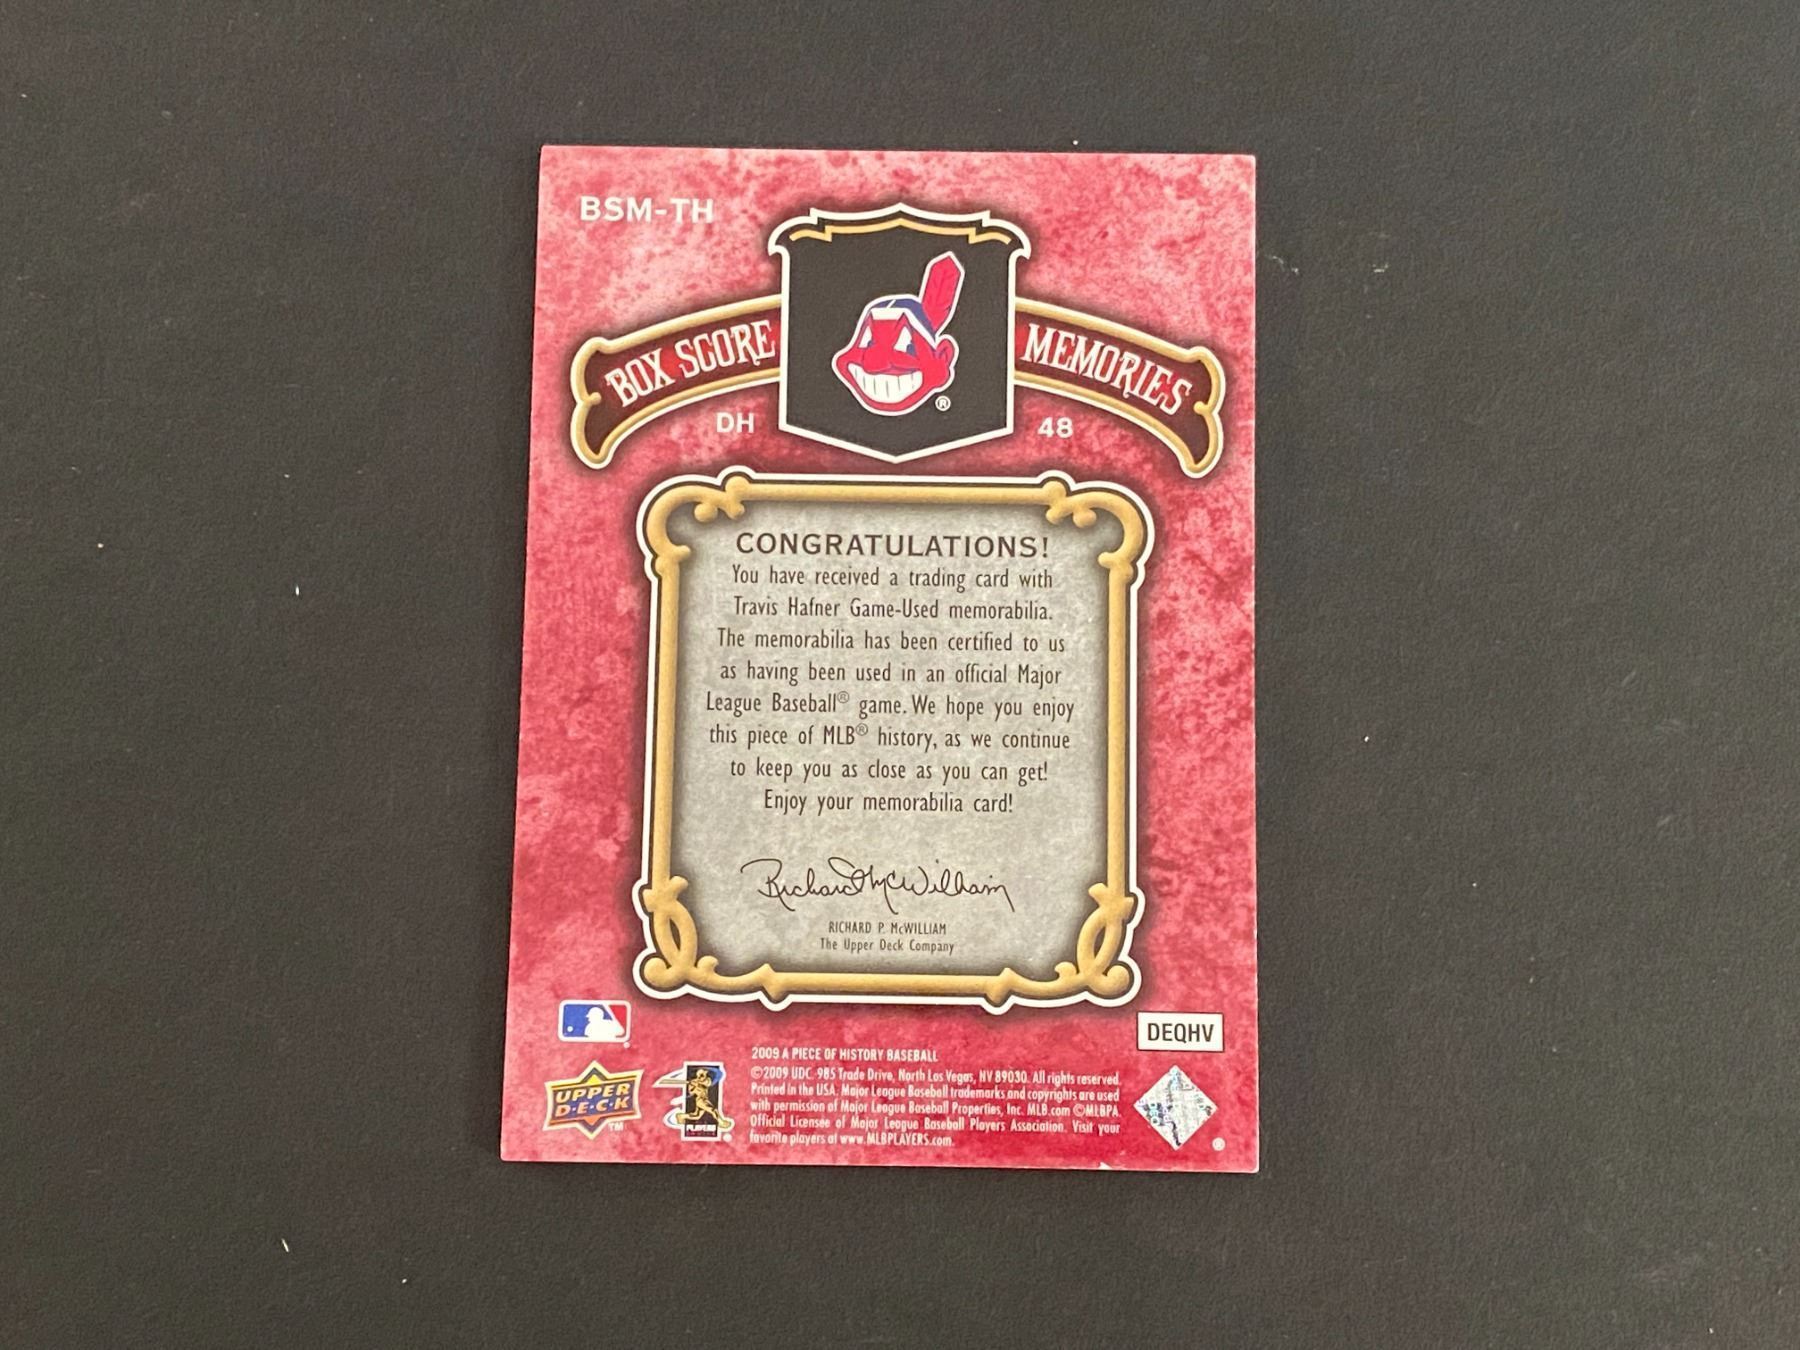 BSM-TH
BOX SCORE MEMORIES
DH 48
®
CONGRATULATIONS!
You have received a trading card with
Travis Hafner Game-Used memorabilia.
The memorabilia has been certified to us
as having been used in an official Major
League Baseball® game. We hope you enjoy
this piece of MLB® history, as we continue
to keep you as close as you can get!
Enjoy your memorabilia card!
Richard McWilliam
RICHARD P. McWILLIAM
The Upper Deck Company
DEQHV
2009 A PIECE OF HISTORY BASEBALL
©2009 UDC. 985 Trade Drive, North Las Vegas, NV 89030. All rights reserved.
Printed in the USA. Major League Baseball trademarks and copyrights are used
with permission of Major League Baseball Properties, Inc. MLB.com ©MLBPA
Official Licensee of Major League Baseball Players Association. Visit your
favorite players at www.MLBPLAYERS.com.
UPPER
D·E·C·K
TM
PLAYERS
®
®